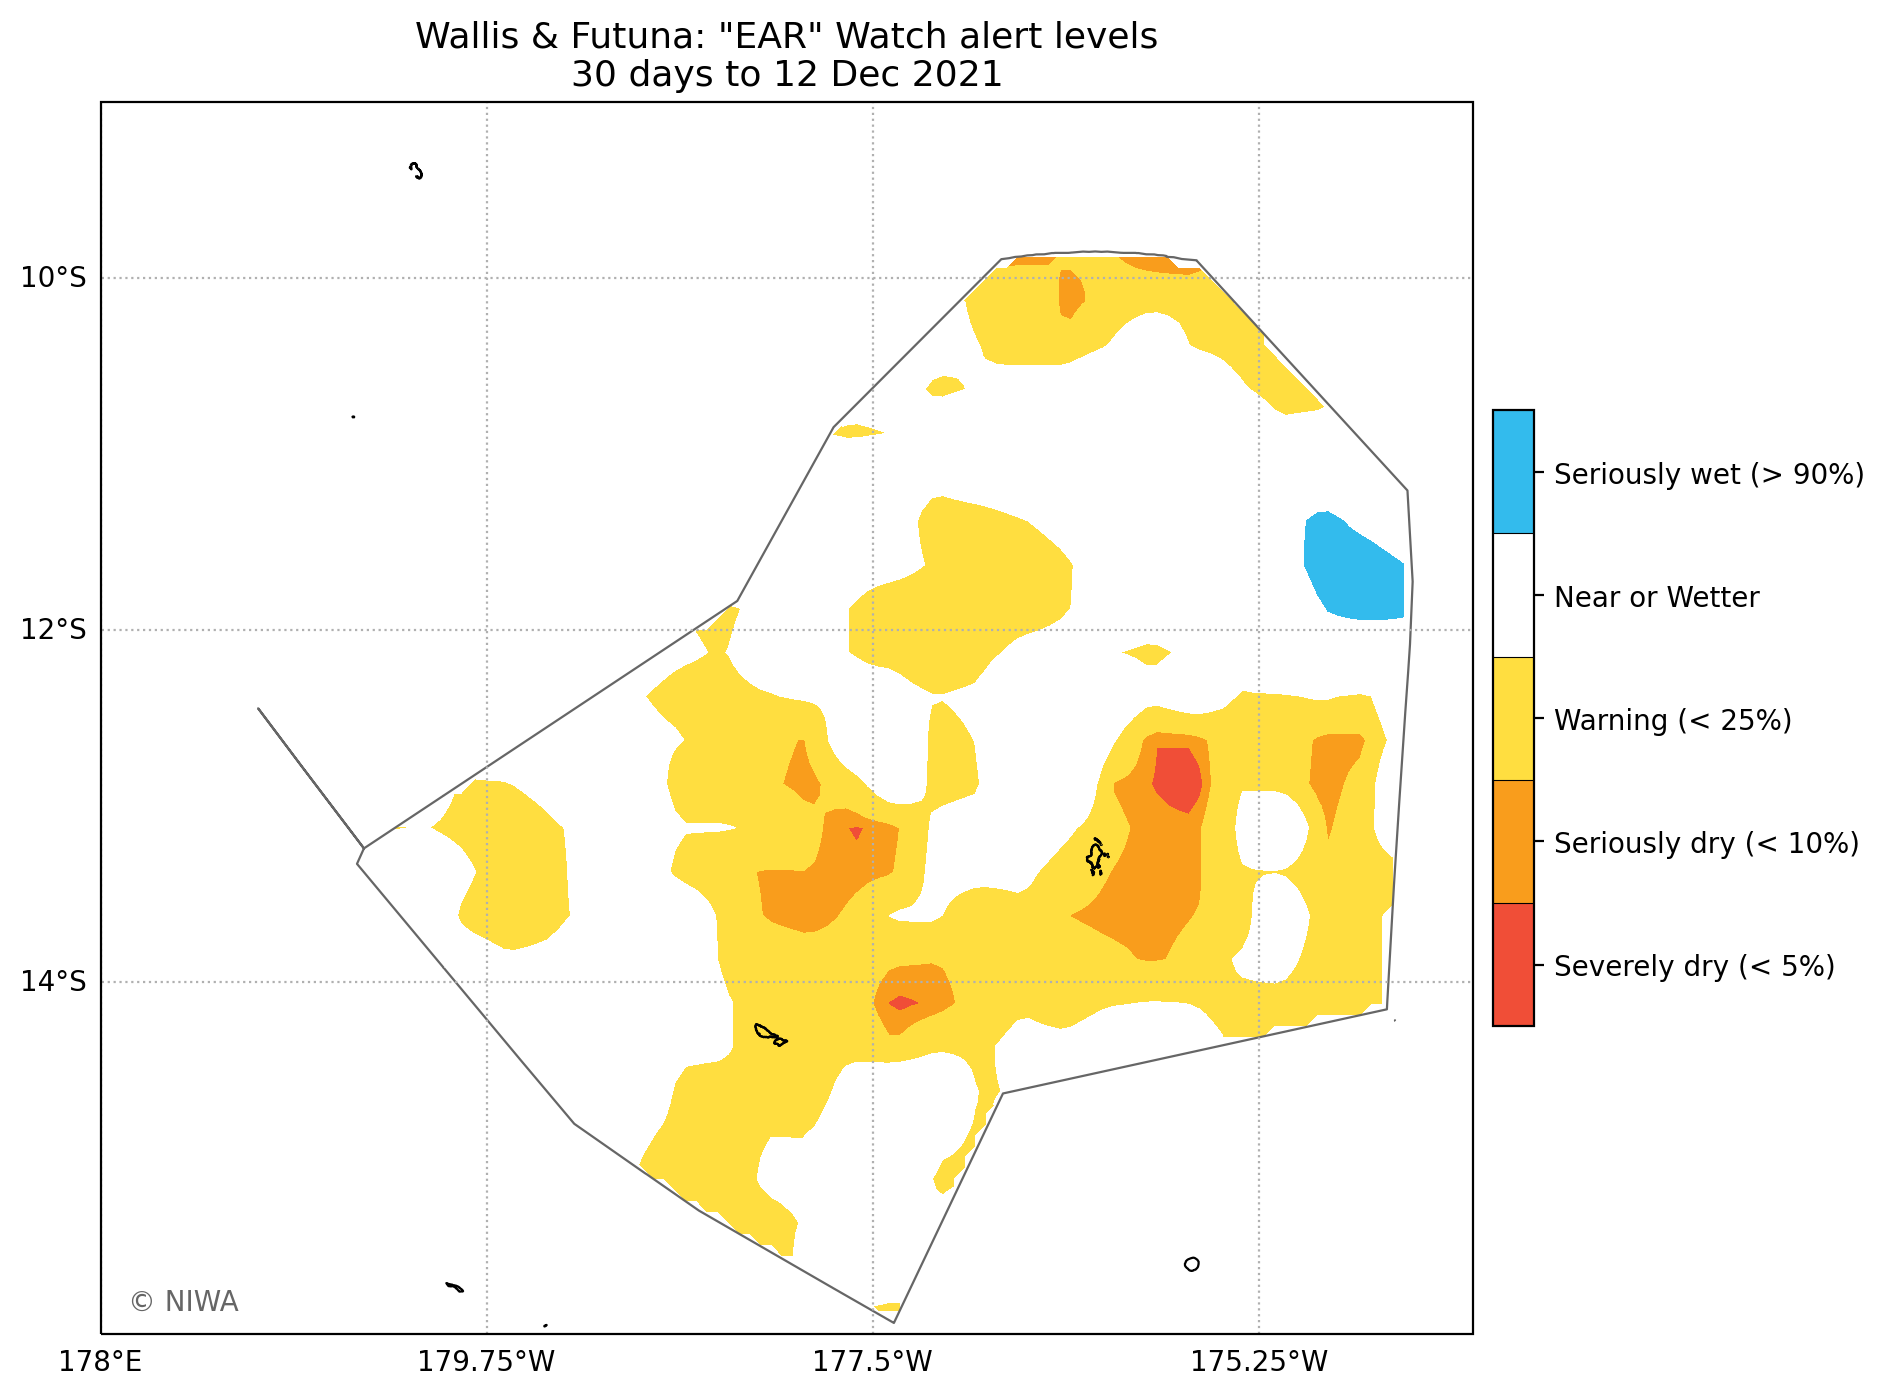 Wallis & Futuna: "EAR" Watch alert levels
30 days to 12 Dec 2021
10°S
12°S
14°S
178°E
179.75°W
177.5°W
175.25°W
Seriously wet (> 90%)
Near or Wetter
Warning (< 25%)
Seriously dry (< 10%)
Severely dry (< 5%)
© NIWA